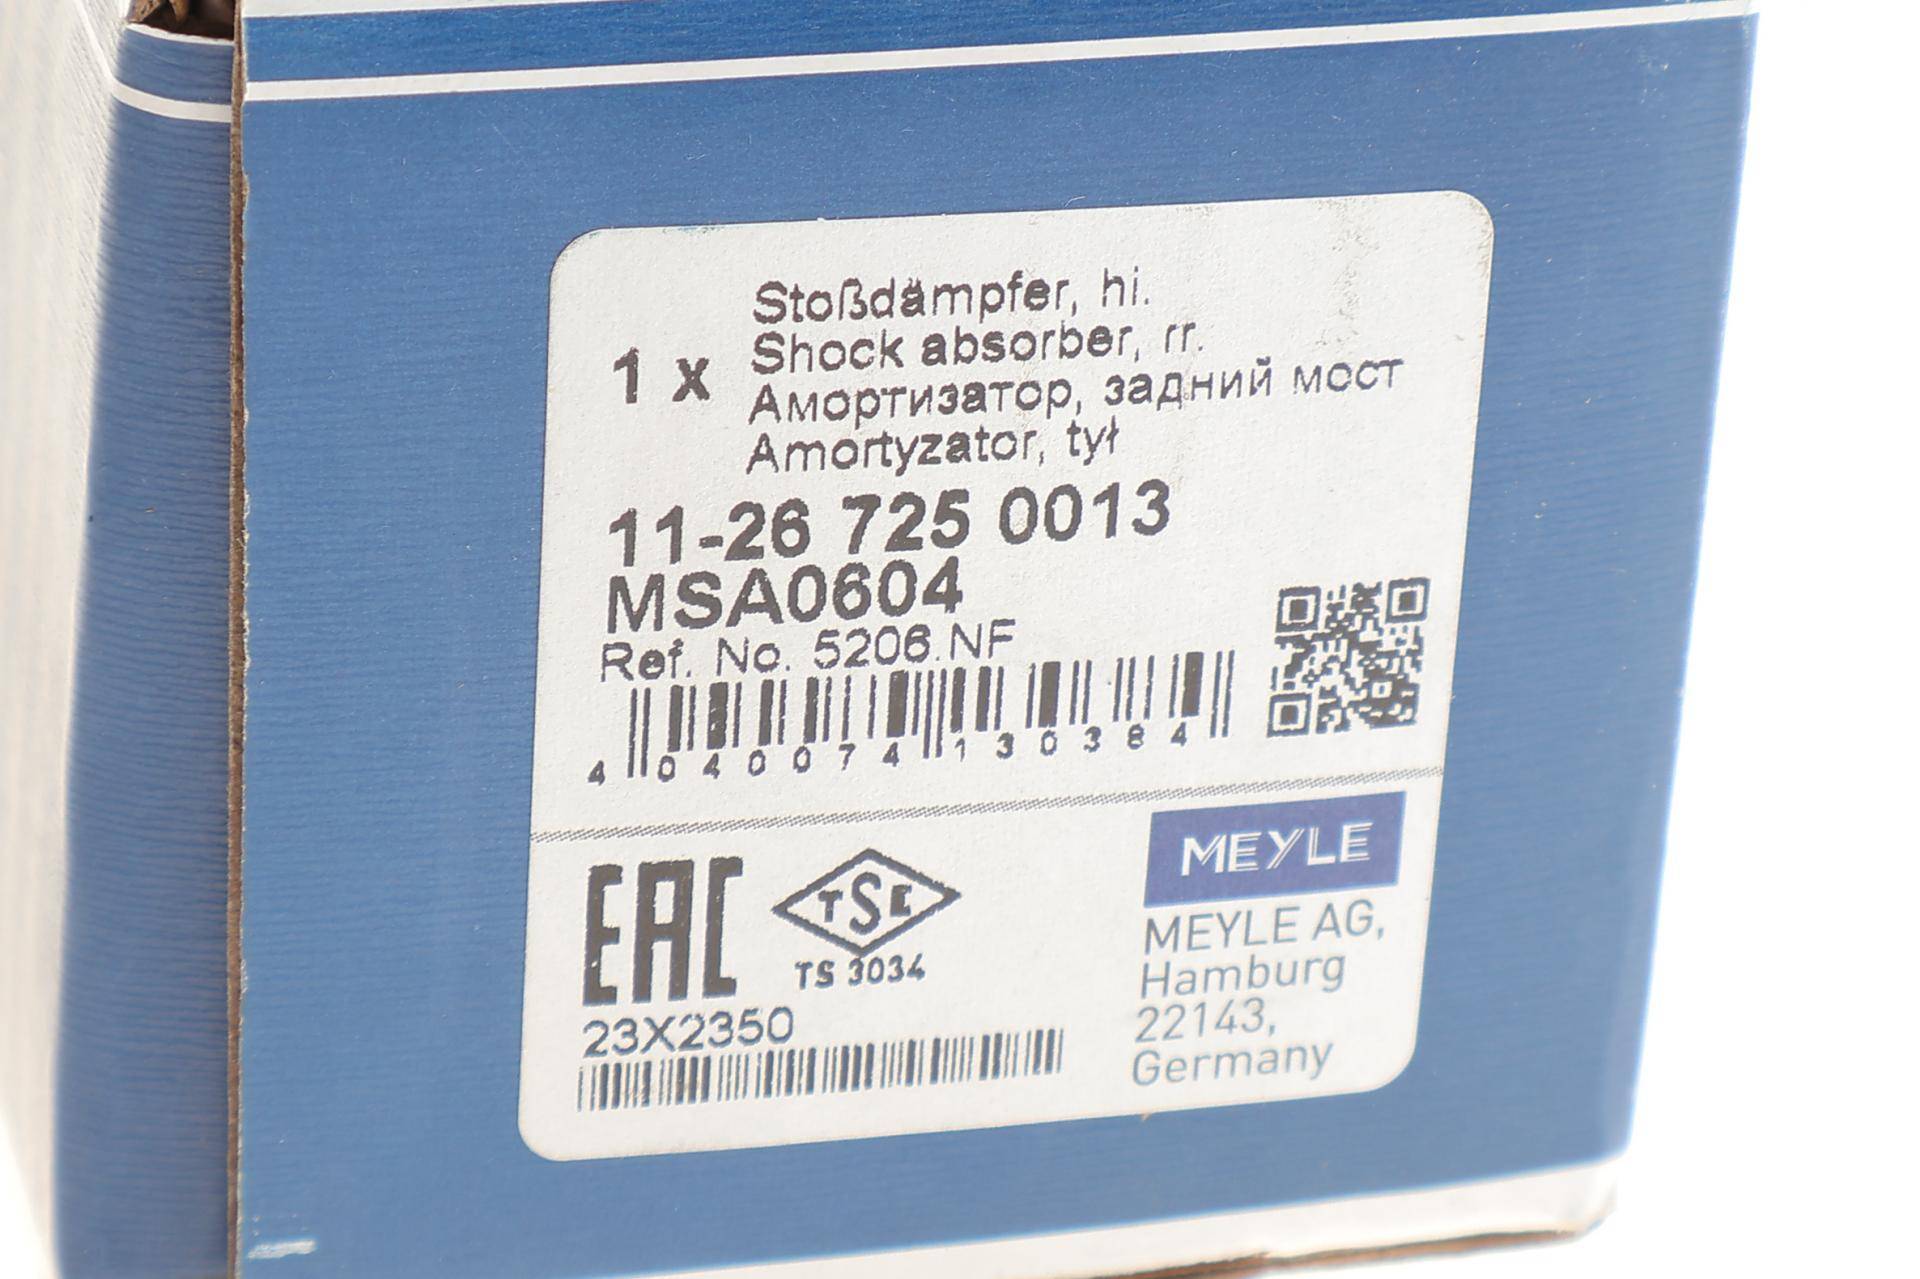 1 x
Stoßdämpfer, hi.
Shock absorber, rr.
Амортизатор, задний мост
Amortyzator, tył
11-26 725 0013
MSA0604
Ref. No. 5206.NF
4 040074 130384
EAC
TSE
TS 3034
23X2350
MEYLE
MEYLE AG,
Hamburg
22143,
Germany